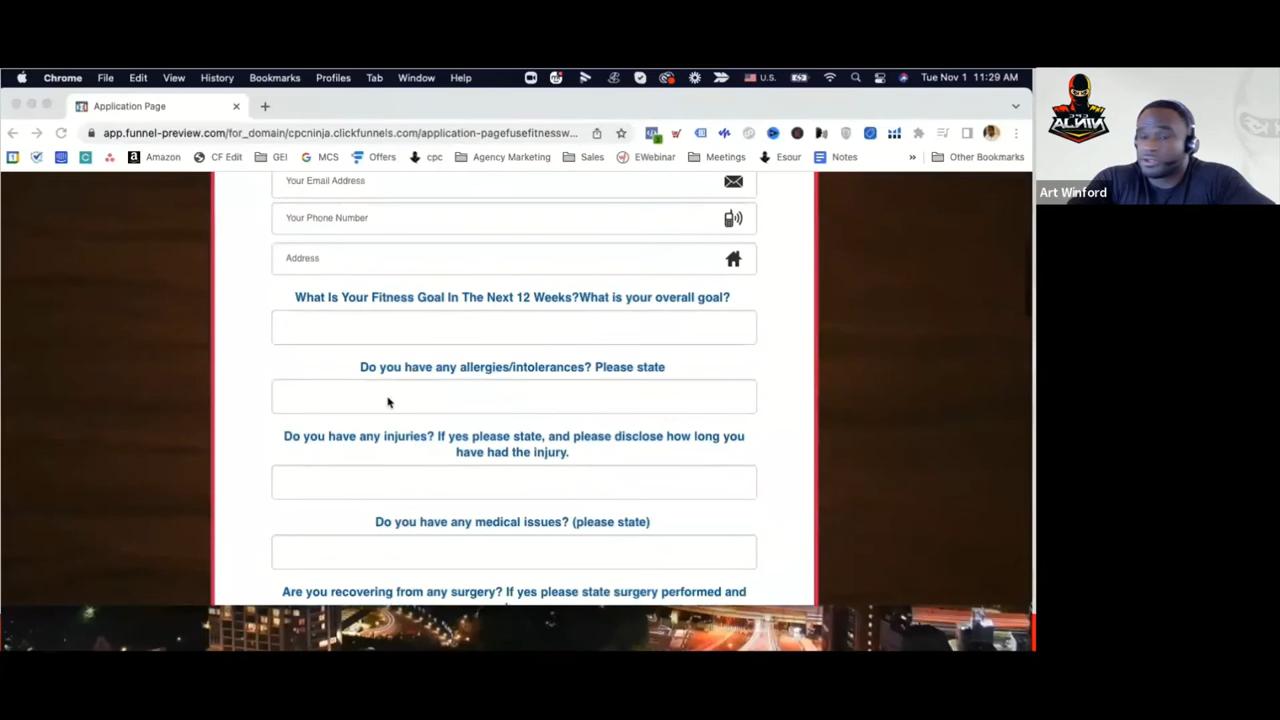 Chrome File Edit View History Bookmarks Profiles Tab Window Help U.S. Tue Nov 1 11:29 AM
Application Page
app.funnel-preview.com/for_domain/cpcninja.clickfunnels.com/application-pagefusefitnessw...
Amazon CF Edit GEI MCS Offers cpc Agency Marketing Sales EWebinar Meetings Esour Notes » Other Bookmarks
Your Email Address
Your Phone Number
Address
What Is Your Fitness Goal In The Next 12 Weeks?What is your overall goal?
Do you have any allergies/intolerances? Please state
Do you have any injuries? If yes please state, and please disclose how long you
have had the injury.
Do you have any medical issues? (please state)
Are you recovering from any surgery? If yes please state surgery performed and
CPC
NINJA
Art Winford